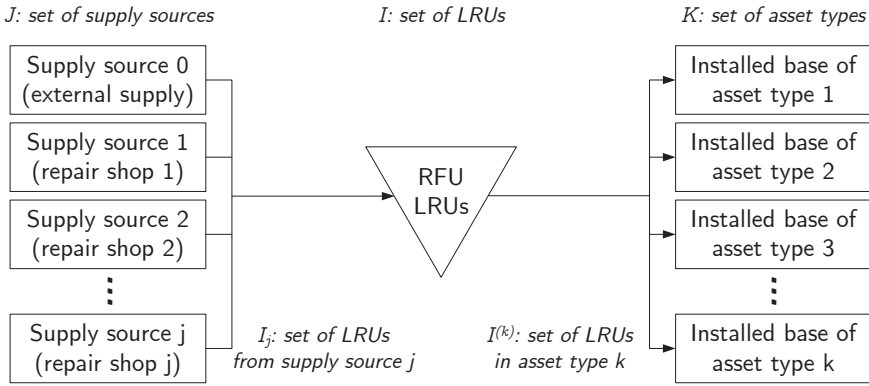 J: set of supply sources
I: set of LRUs
K: set of asset types
Supply source 0
(external supply)
Supply source 1
(repair shop 1)
Supply source 2
(repair shop 2)
Supply source j
(repair shop j)
RFU
LRUs
I_j: set of LRUs
from supply source j
I^(k): set of LRUs
in asset type k
Installed base of
asset type 1
Installed base of
asset type 2
Installed base of
asset type 3
Installed base of
asset type k